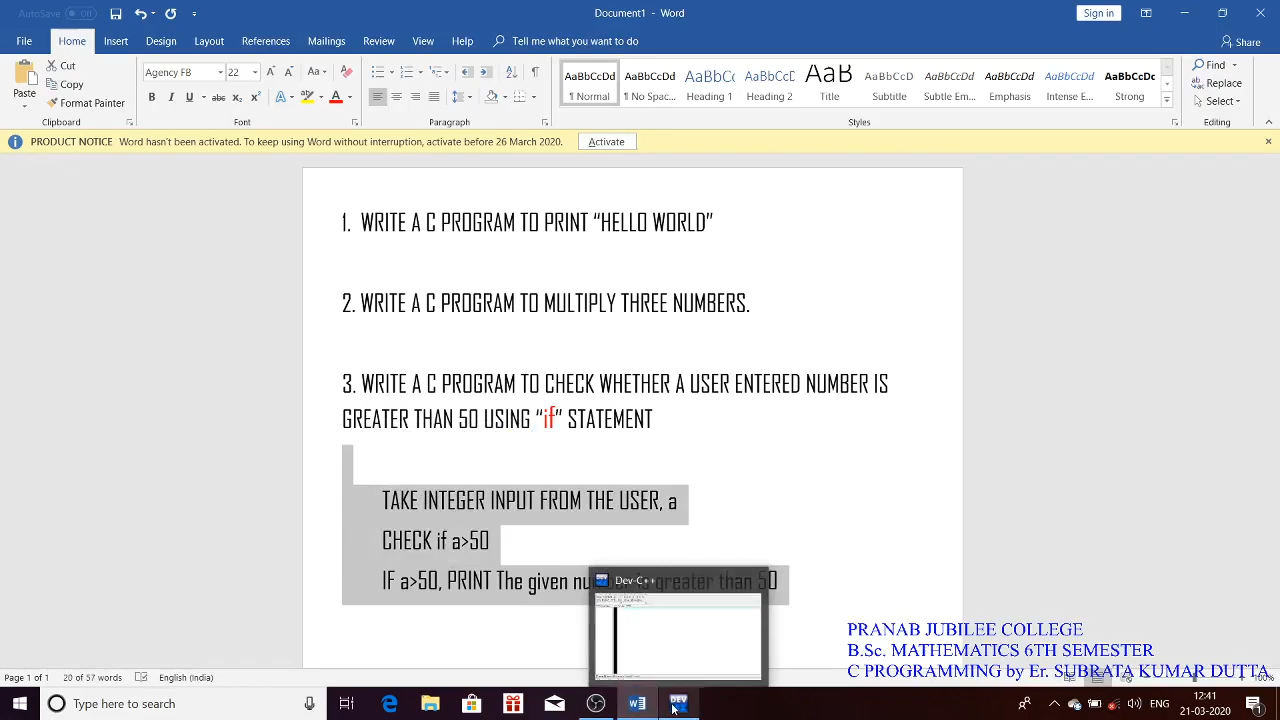 AutoSave Off
Document1 - Word
Sign in
File Home Insert Design Layout References Mailings Review View Help Tell me what you want to do
Share
Paste
Cut
Copy
Format Painter
Clipboard
Agency FB 22
Font
Paragraph
AaBbCcDd AaBbCcDd AaBbCc AaBbCcD AaB AaBbCcD AaBbCcDd AaBbCcDd AaBbCcDd AaBbCcDc
¶ Normal ¶ No Spac... Heading 1 Heading 2 Title Subtitle Subtle Em... Emphasis Intense E... Strong
Styles
Find
Replace
Select
Editing
PRODUCT NOTICE Word hasn't been activated. To keep using Word without interruption, activate before 26 March 2020. Activate
1. WRITE A C PROGRAM TO PRINT “HELLO WORLD”
2. WRITE A C PROGRAM TO MULTIPLY THREE NUMBERS.
3. WRITE A C PROGRAM TO CHECK WHETHER A USER ENTERED NUMBER IS
GREATER THAN 50 USING “if” STATEMENT
TAKE INTEGER INPUT FROM THE USER, a
CHECK if a>50
IF a>50, PRINT The given number is greater than 50
Dev-C++
PRANAB JUBILEE COLLEGE
B.Sc. MATHEMATICS 6TH SEMESTER
C PROGRAMMING by Er. SUBRATA KUMAR DUTTA
Page 1 of 1 20 of 57 words English (India) 100%
Type here to search
DEV
ENG
12:41
21-03-2020